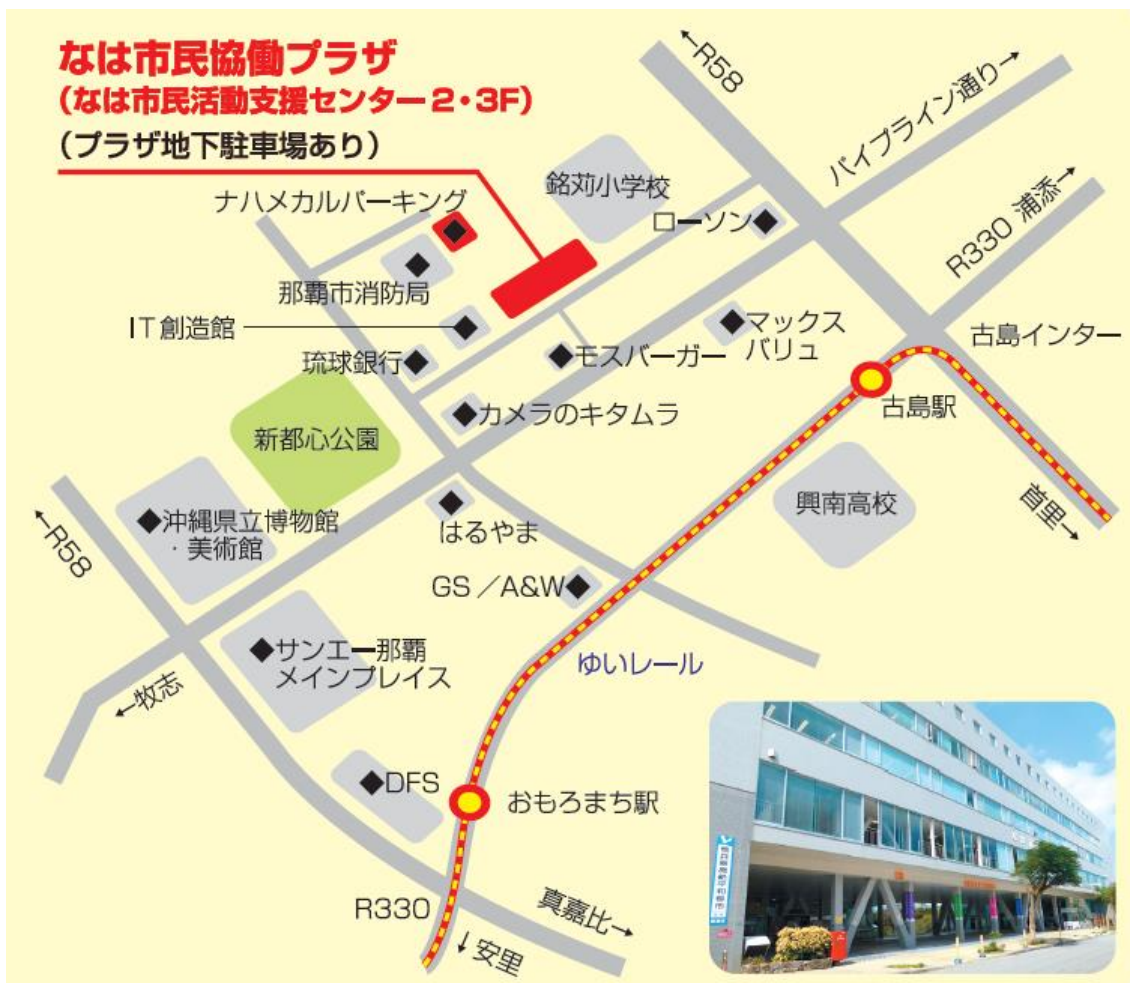 なは市民協働プラザ
(なは市民活動支援センター2・3F)
(プラザ地下駐車場あり)
←R58
パイプライン通り→
銘苅小学校
ナハメカルパーキング
ローソン
R330 浦添→
那覇市消防局
IT創造館
マックス
バリュ
古島インター
琉球銀行
モスバーガー
古島駅
カメラのキタムラ
新都心公園
興南高校
首里→
沖縄県立博物館
・美術館
はるやま
←R58
GS/A&W
サンエー那覇
メインプレイス
ゆいレール
←牧志
DFS
おもろまち駅
R330
真嘉比→
↓安里